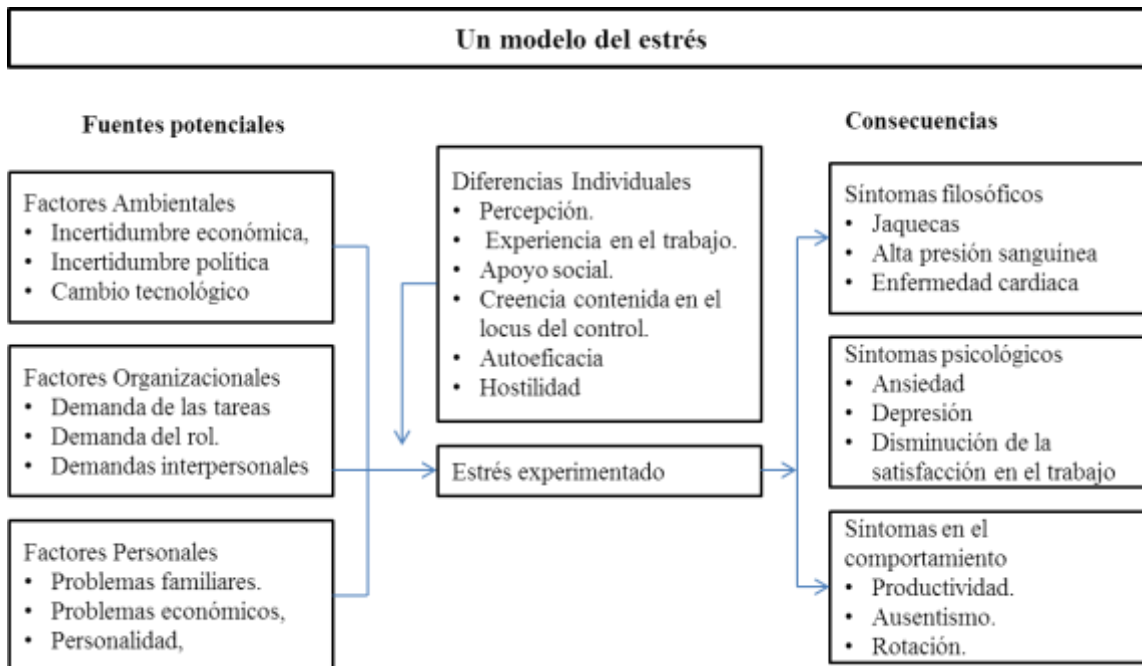 Un modelo del estrés
Fuentes potenciales
Factores Ambientales
• Incertidumbre económica,
• Incertidumbre política
• Cambio tecnológico
Factores Organizacionales
• Demanda de las tareas
• Demanda del rol.
• Demandas interpersonales
Factores Personales
• Problemas familiares.
• Problemas económicos,
• Personalidad,
Diferencias Individuales
• Percepción.
• Experiencia en el trabajo.
• Apoyo social.
• Creencia contenida en el
locus del control.
• Autoeficacia
• Hostilidad
Estrés experimentado
Consecuencias
Síntomas filosóficos
• Jaquecas
• Alta presión sanguínea
• Enfermedad cardiaca
Síntomas psicológicos
• Ansiedad
• Depresión
• Disminución de la
satisfacción en el trabajo
Síntomas en el
comportamiento
• Productividad.
• Ausentismo.
• Rotación.